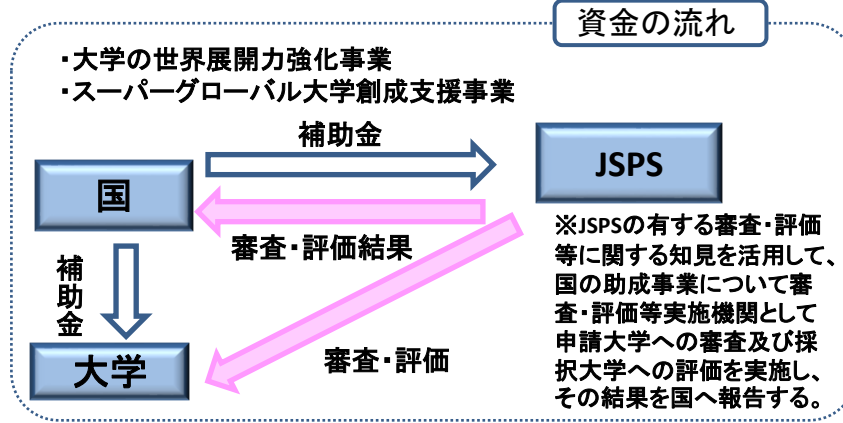 資金の流れ
・大学の世界展開力強化事業
・スーパーグローバル大学創成支援事業
補助金
国
JSPS
審査・評価結果
補助金
大学
審査・評価
※JSPSの有する審査・評価
等に関する知見を活用して、
国の助成事業について審
査・評価等実施機関として
申請大学への審査及び採
択大学への評価を実施し、
その結果を国へ報告する。